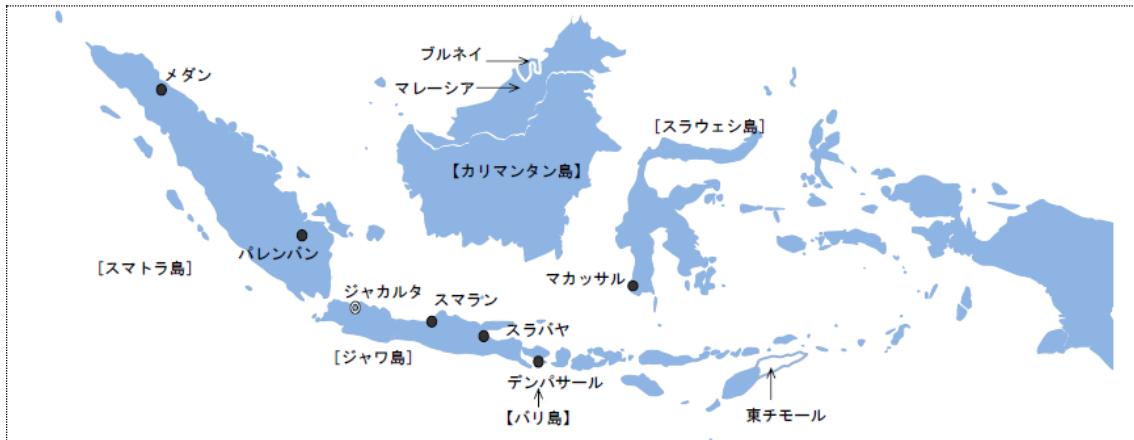 ブルネイ
メダン
マレーシア
[スラウェシ島]
【カリマンタン島】
パレンバン
[スマトラ島]
マカッサル
ジャカルタ
スマラン
スラバヤ
[ジャワ島]
デンパサール
【バリ島】
東チモール